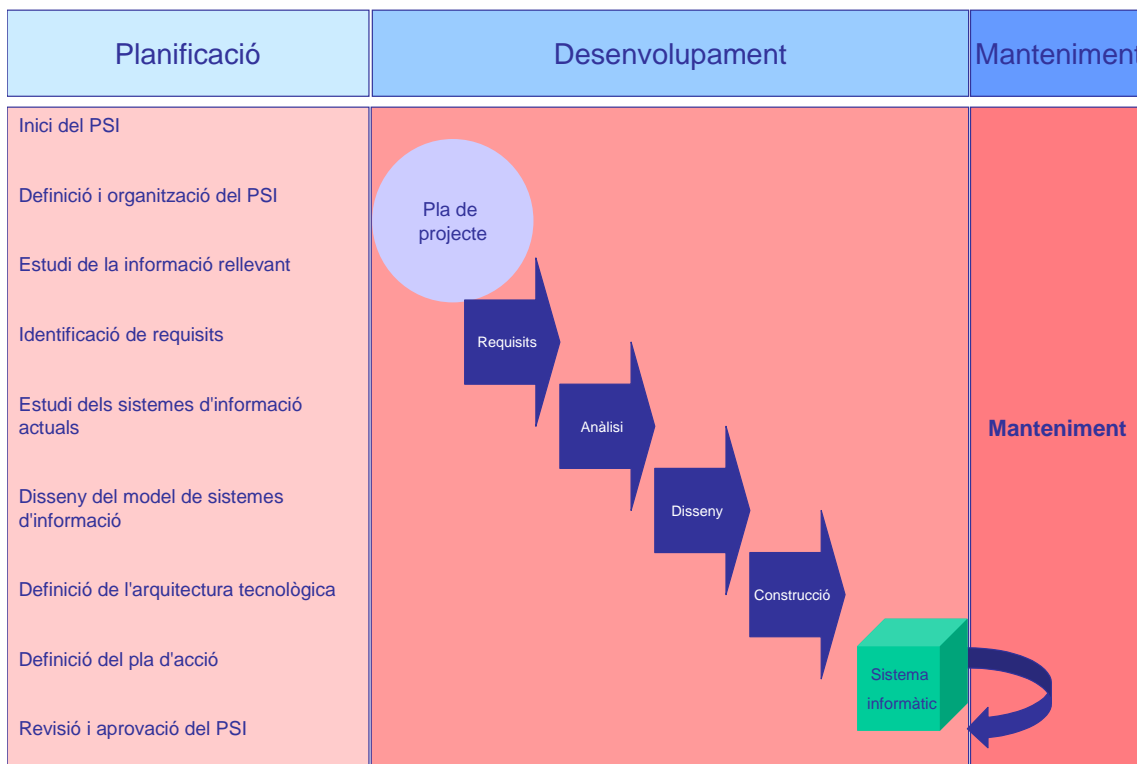 Planificació
Desenvolupament
Manteniment
Inici del PSI
Definició i organització del PSI
Estudi de la informació rellevant
Identificació de requisits
Estudi dels sistemes d'informació
actuals
Disseny del model de sistemes
d'informació
Definició de l'arquitectura tecnològica
Definició del pla d'acció
Revisió i aprovació del PSI
Pla de
projecte
Requisits
Anàlisi
Disseny
Construcció
Sistema
informàtic
Manteniment